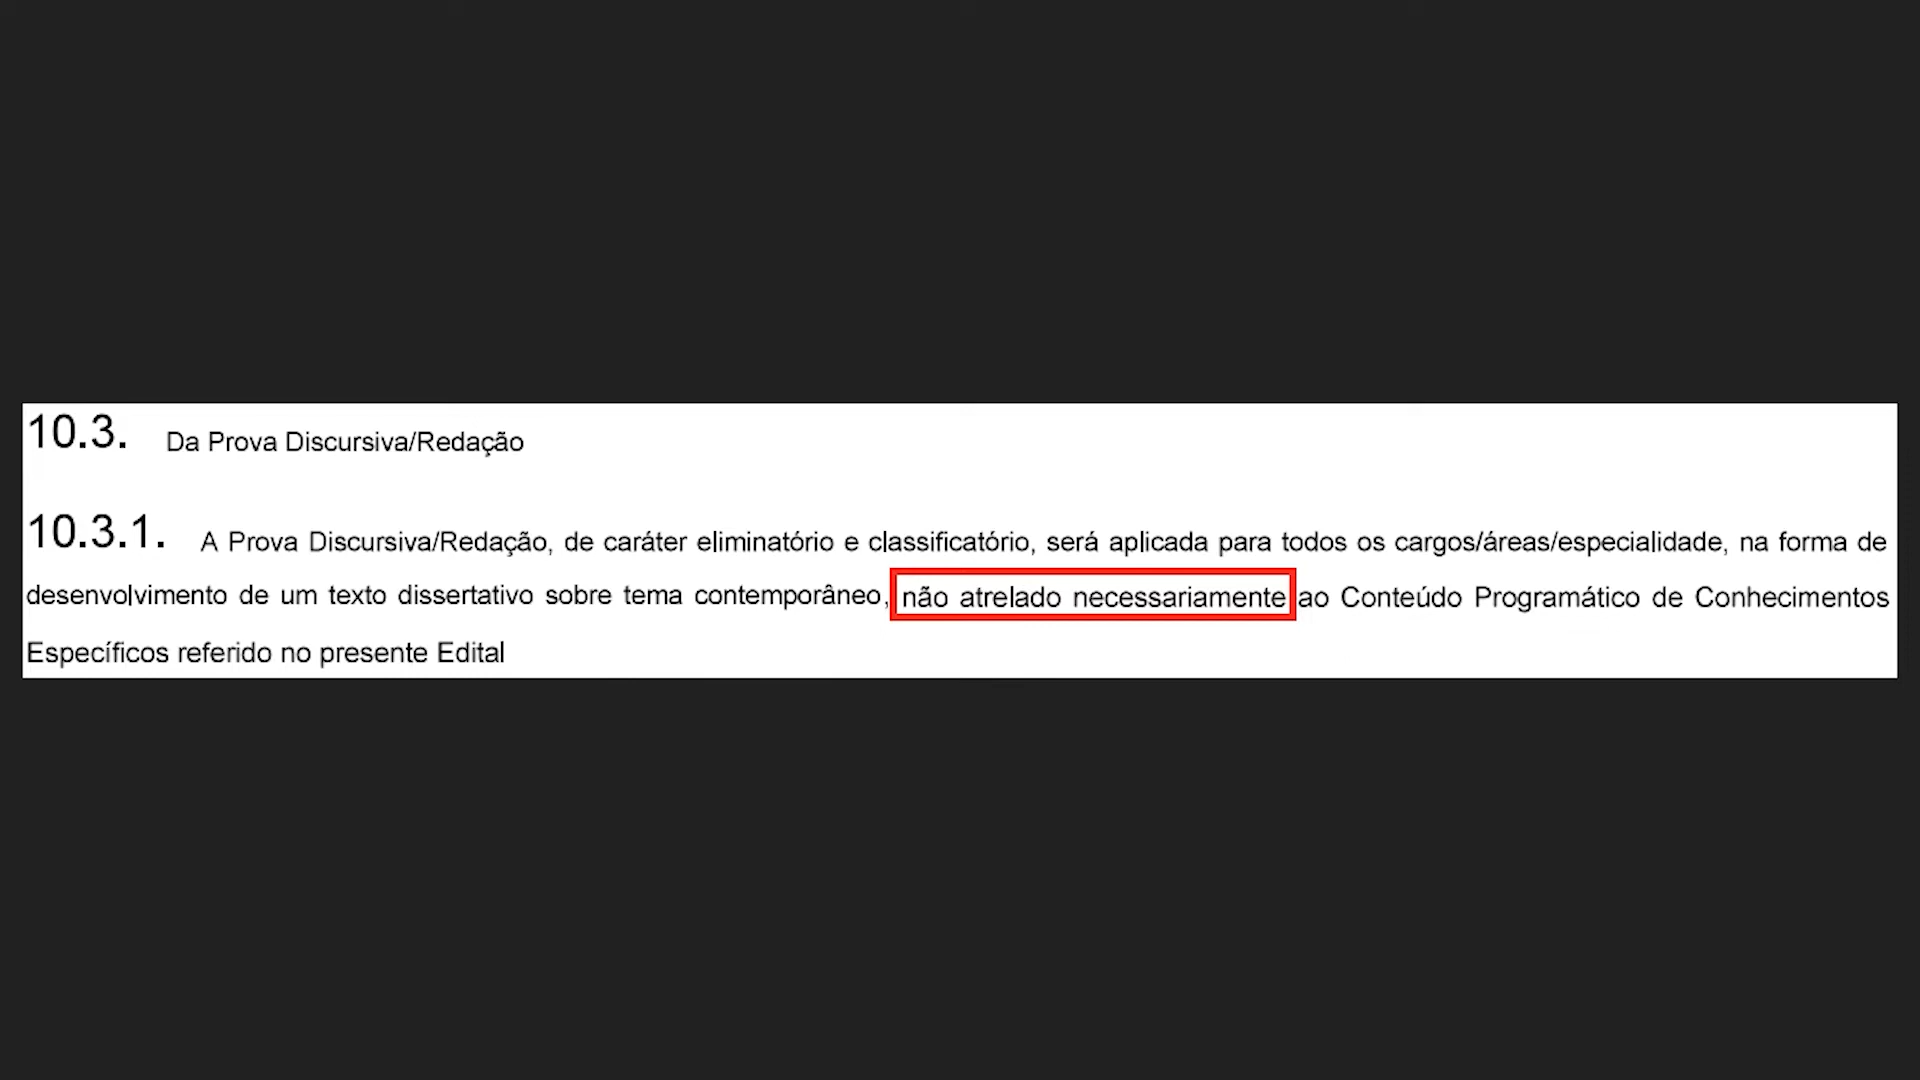 10.3. Da Prova Discursiva/Redação
10.3.1. A Prova Discursiva/Redação, de caráter eliminatório e classificatório, será aplicada para todos os cargos/áreas/especialidade, na forma de
desenvolvimento de um texto dissertativo sobre tema contemporâneo, não atrelado necessariamente ao Conteúdo Programático de Conhecimentos
Específicos referido no presente Edital